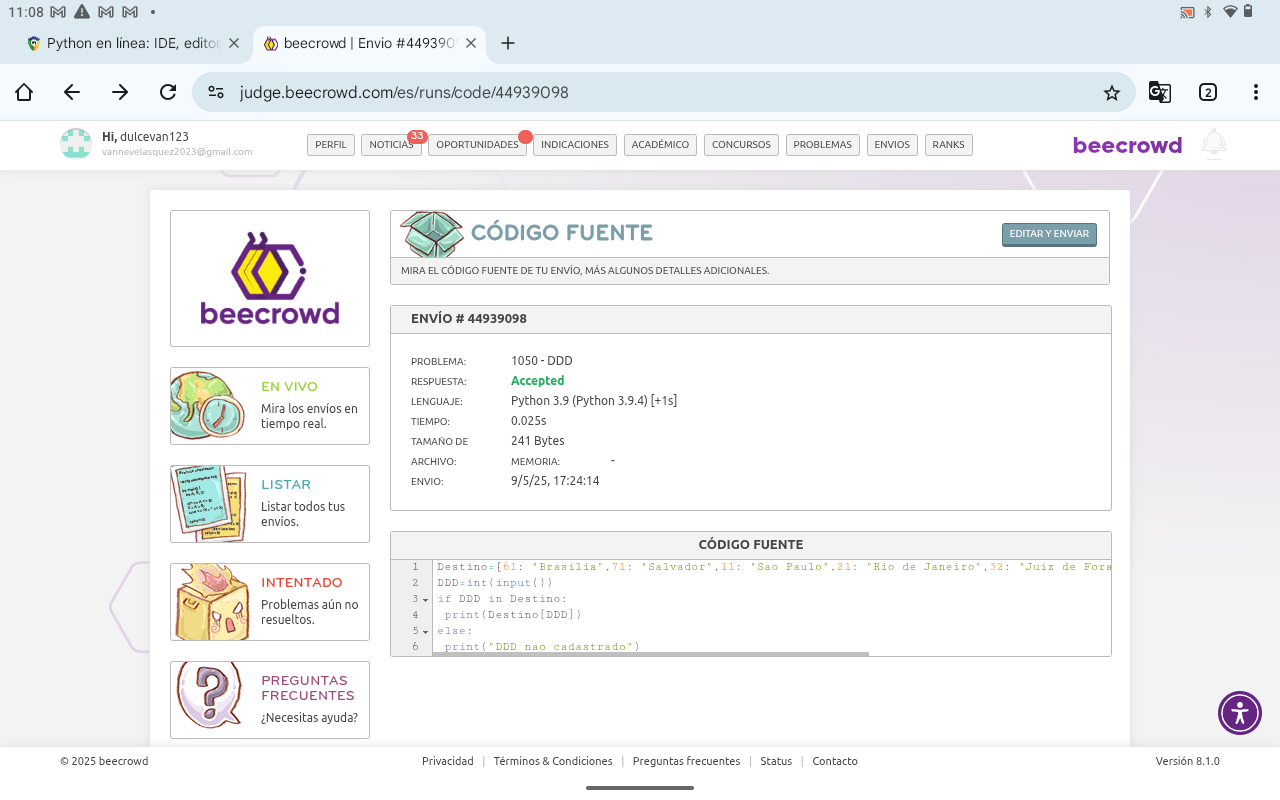 11:08
Python en línea: IDE, editor
beecrowd | Envio #449390
judge.beecrowd.com/es/runs/code/44939098
2
Hi, dulcevan123
vannevelasquez2023@gmail.com
PERFIL
NOTICIAS
33
OPORTUNIDADES
INDICACIONES
ACADÉMICO
CONCURSOS
PROBLEMAS
ENVIOS
RANKS
beecrowd
beecrowd
EN VIVO
Mira los envíos en
tiempo real.
LISTAR
Listar todos tus
envíos.
INTENTADO
Problemas aún no
resueltos.
PREGUNTAS
FRECUENTES
¿Necesitas ayuda?
CÓDIGO FUENTE
EDITAR Y ENVIAR
MIRA EL CÓDIGO FUENTE DE TU ENVÍO, MÁS ALGUNOS DETALLES ADICIONALES.
ENVÍO # 44939098
PROBLEMA: 1050 - DDD
RESPUESTA: Accepted
LENGUAJE: Python 3.9 (Python 3.9.4) [+1s]
TIEMPO: 0.025s
TAMAÑO DE 241 Bytes
ARCHIVO: MEMORIA: -
ENVIO: 9/5/25, 17:24:14
CÓDIGO FUENTE
1 Destino={61: "Brasilia",71: "Salvador",11: "Sao Paulo",21: "Rio de Janeiro",32: "Juiz de Fora
2 DDD=int(input())
3 if DDD in Destino:
4 print(Destino[DDD])
5 else:
6 print("DDD nao cadastrado")
© 2025 beecrowd
Privacidad | Términos & Condiciones | Preguntas frecuentes | Status | Contacto
Versión 8.1.0